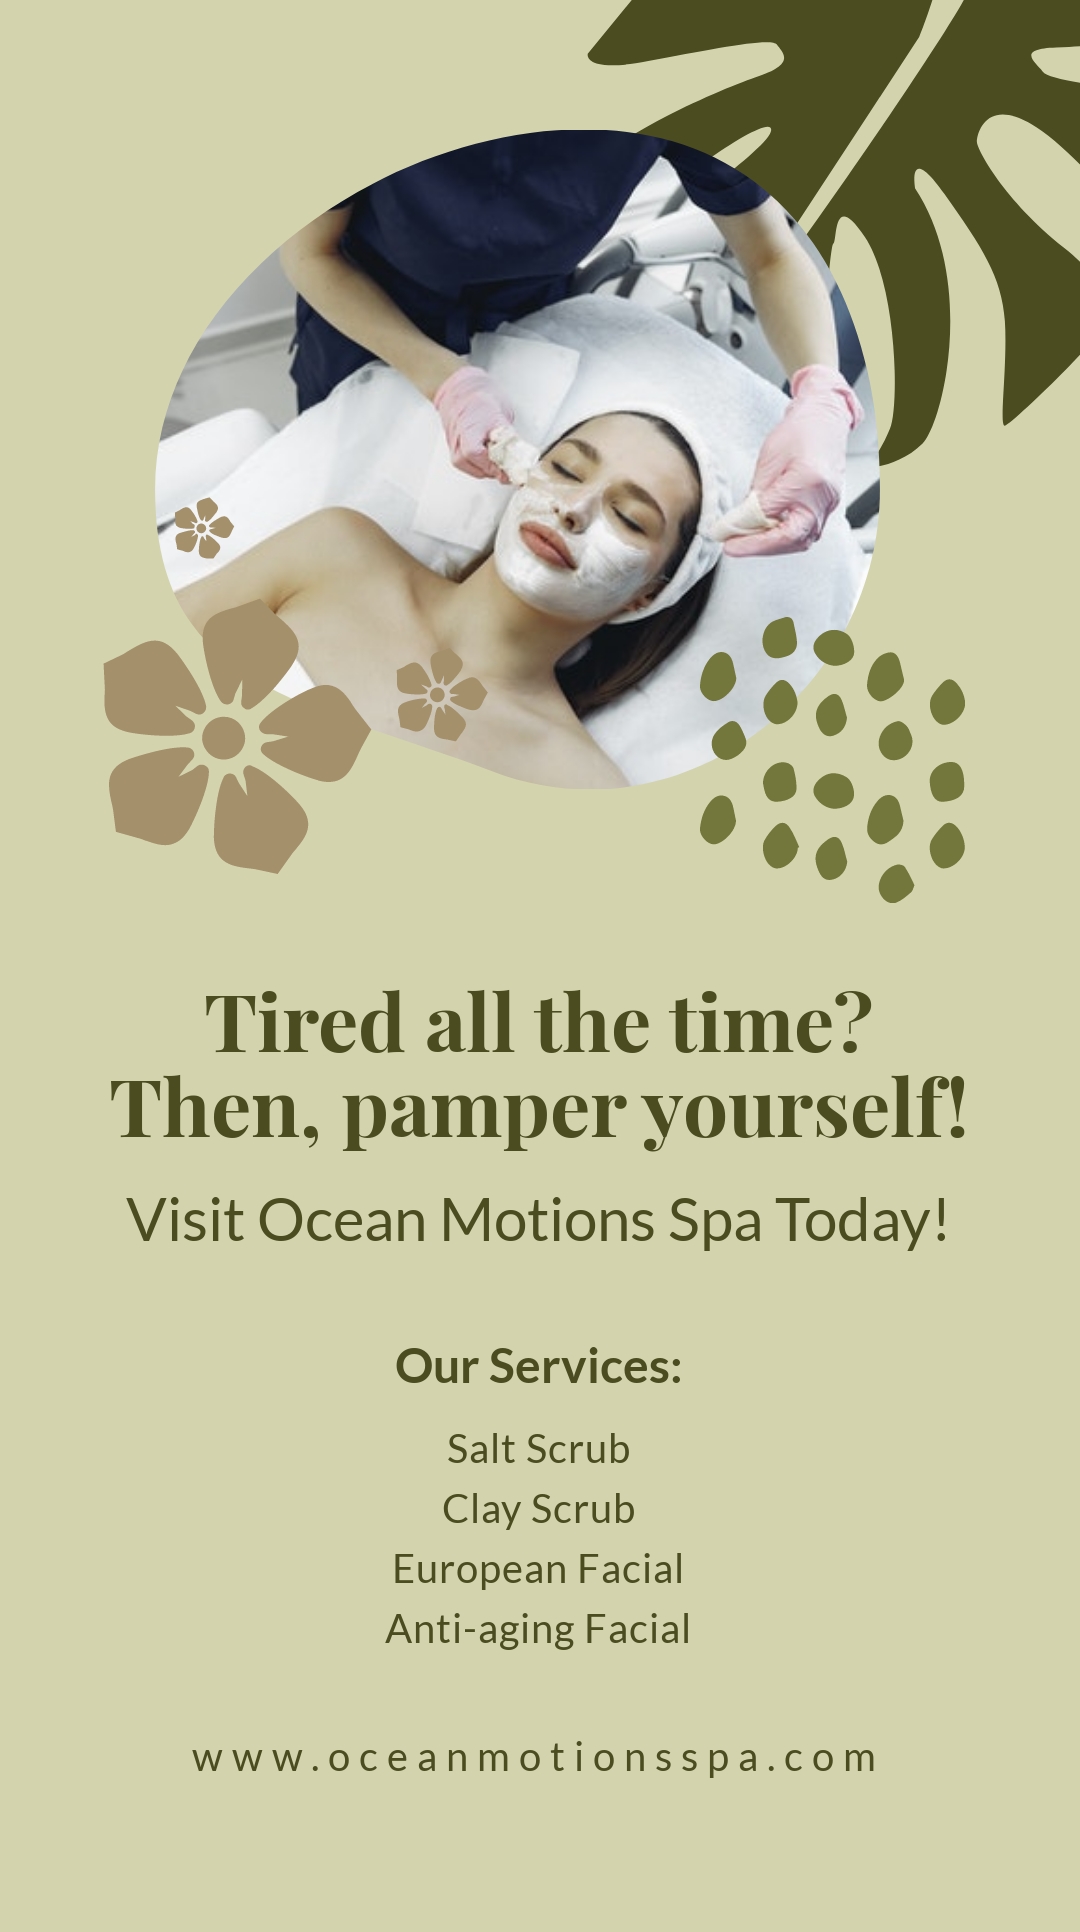 Tired all the time?
Then, pamper yourself!
Visit Ocean Motions Spa Today!
Our Services:
Salt Scrub
Clay Scrub
European Facial
Anti-aging Facial
www.oceanmotionsspa.com